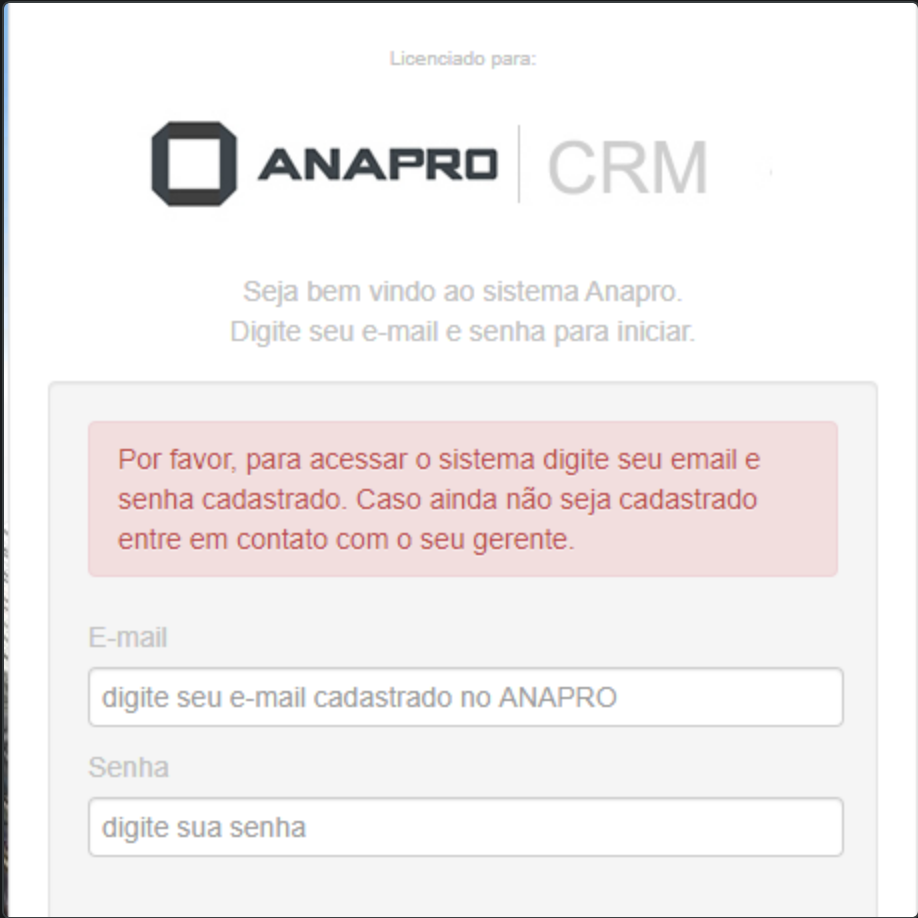 Licenciado para:
ANAPRO CRM
Seja bem vindo ao sistema Anapro.
Digite seu e-mail e senha para iniciar.
Por favor, para acessar o sistema digite seu email e
senha cadastrado. Caso ainda não seja cadastrado
entre em contato com o seu gerente.
E-mail
digite seu e-mail cadastrado no ANAPRO
Senha
digite sua senha